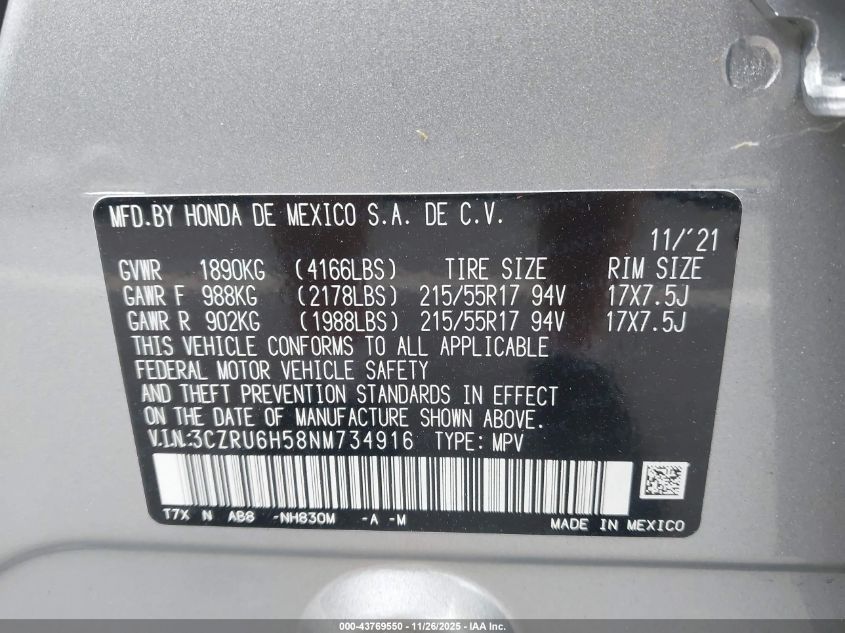 MFD.BY HONDA DE MEXICO S.A. DE C.V.
11/'21
GVWR 1890KG (4166LBS) TIRE SIZE RIM SIZE
GAWR F 988KG (2178LBS) 215/55R17 94V 17X7.5J
GAWR R 902KG (1988LBS) 215/55R17 94V 17X7.5J
THIS VEHICLE CONFORMS TO ALL APPLICABLE
FEDERAL MOTOR VEHICLE SAFETY
AND THEFT PREVENTION STANDARDS IN EFFECT
ON THE DATE OF MANUFACTURE SHOWN ABOVE.
V.I.N:3CZRU6H58NM734916 TYPE: MPV
T7X N AB8 -NH830M -A -M MADE IN MEXICO
000-43769550 | 11/26/2025 | IAA, Inc.